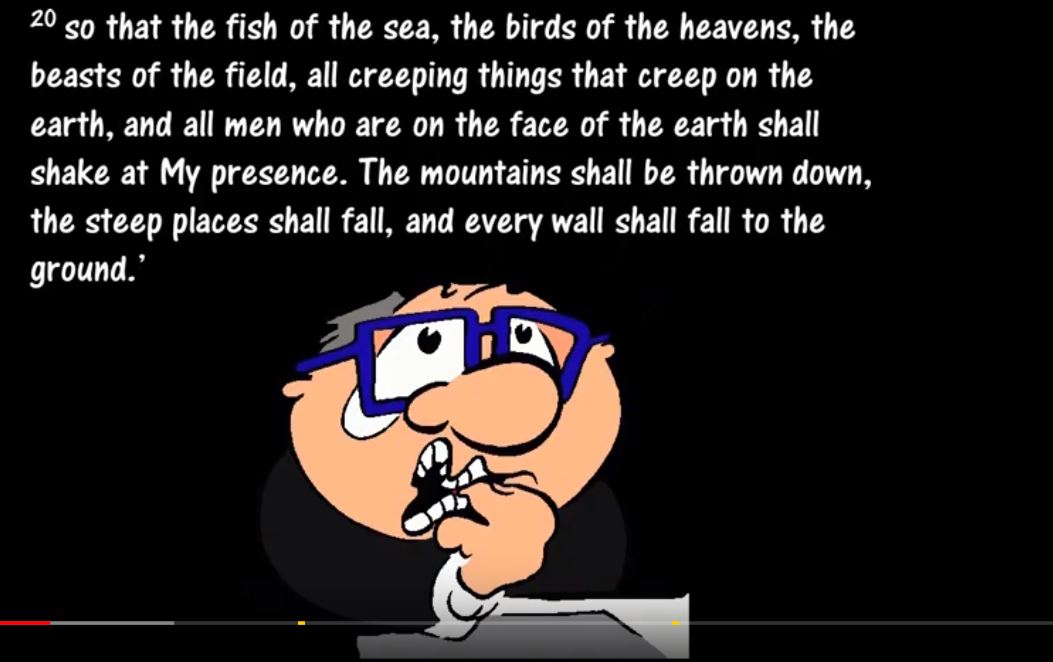 20 so that the fish of the sea, the birds of the heavens, the
beasts of the field, all creeping things that creep on the
earth, and all men who are on the face of the earth shall
shake at My presence. The mountains shall be thrown down,
the steep places shall fall, and every wall shall fall to the
ground.’